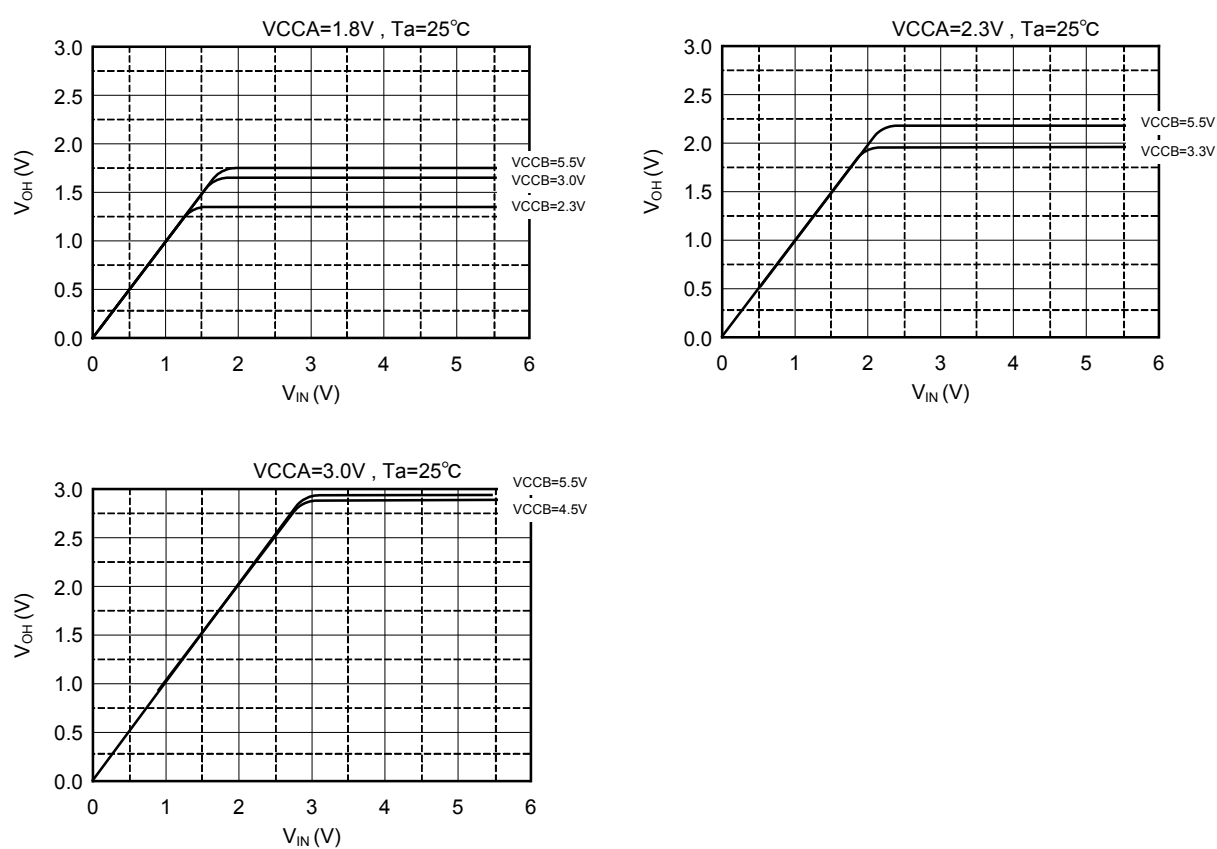 VCCA=1.8V , Ta=25℃
3.0
2.5
2.0
1.5
1.0
0.5
0.0
VOH (V)
VCCB=5.5V
VCCB=3.0V
VCCB=2.3V
0 1 2 3 4 5 6
VIN (V)
VCCA=2.3V , Ta=25℃
3.0
2.5
2.0
1.5
1.0
0.5
0.0
VOH (V)
VCCB=5.5V
VCCB=3.3V
0 1 2 3 4 5 6
VIN (V)
VCCA=3.0V , Ta=25℃
3.0
2.5
2.0
1.5
1.0
0.5
0.0
VOH (V)
VCCB=5.5V
VCCB=4.5V
0 1 2 3 4 5 6
VIN (V)